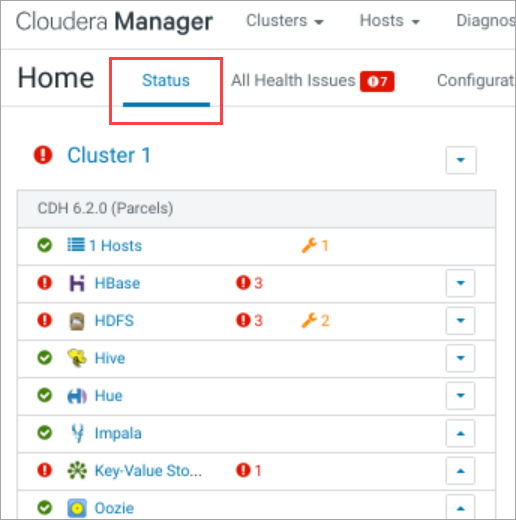 Cloudera Manager Clusters Hosts Diagnos
Home Status All Health Issues 7 Configurat
Cluster 1
CDH 6.2.0 (Parcels)
1 Hosts 1
HBase 3
HDFS 3 2
Hive
Hue
Impala
Key-Value Sto... 1
Oozie